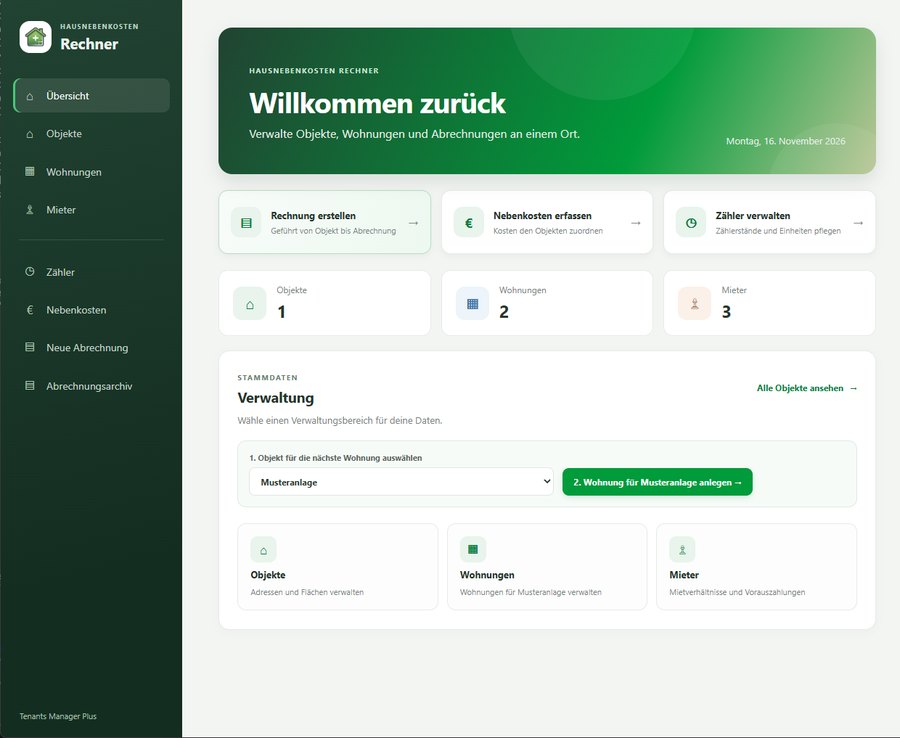 HAUSNEBENKOSTEN
Rechner
Übersicht
Objekte
Wohnungen
Mieter
Zähler
€ Nebenkosten
Neue Abrechnung
Abrechnungsarchiv
Tenants Manager Plus
HAUSNEBENKOSTEN RECHNER
Willkommen zurück
Verwalte Objekte, Wohnungen und Abrechnungen an einem Ort.
Montag, 16. November 2026
Rechnung erstellen
Geführt von Objekt bis Abrechnung →
€ Nebenkosten erfassen
Kosten den Objekten zuordnen →
Zähler verwalten
Zählerstände und Einheiten pflegen →
Objekte
1
Wohnungen
2
Mieter
3
STAMMDATEN
Verwaltung
Wähle einen Verwaltungsbereich für deine Daten.
Alle Objekte ansehen →
1. Objekt für die nächste Wohnung auswählen
Musteranlage
2. Wohnung für Musteranlage anlegen →
Objekte
Adressen und Flächen verwalten
Wohnungen
Wohnungen für Musteranlage verwalten
Mieter
Mietverhältnisse und Vorauszahlungen